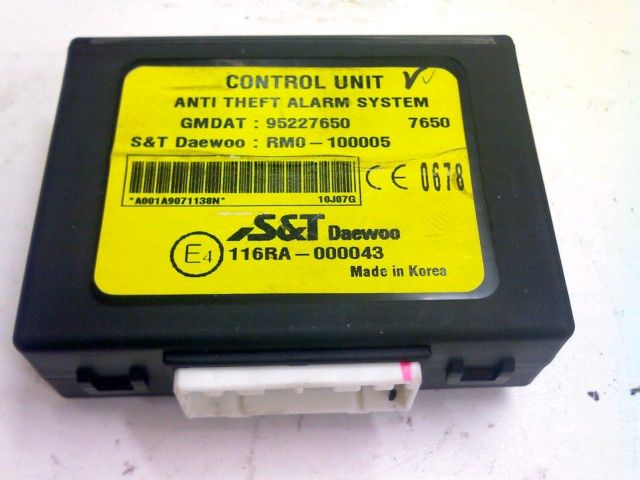 CONTROL UNIT
ANTI THEFT ALARM SYSTEM
GMDAT : 95227650 7650
S&T Daewoo : RM0-100005
CE 0678
*A001A9071138N* 10J07G
S&T Daewoo
E4 116RA-000043
Made in Korea